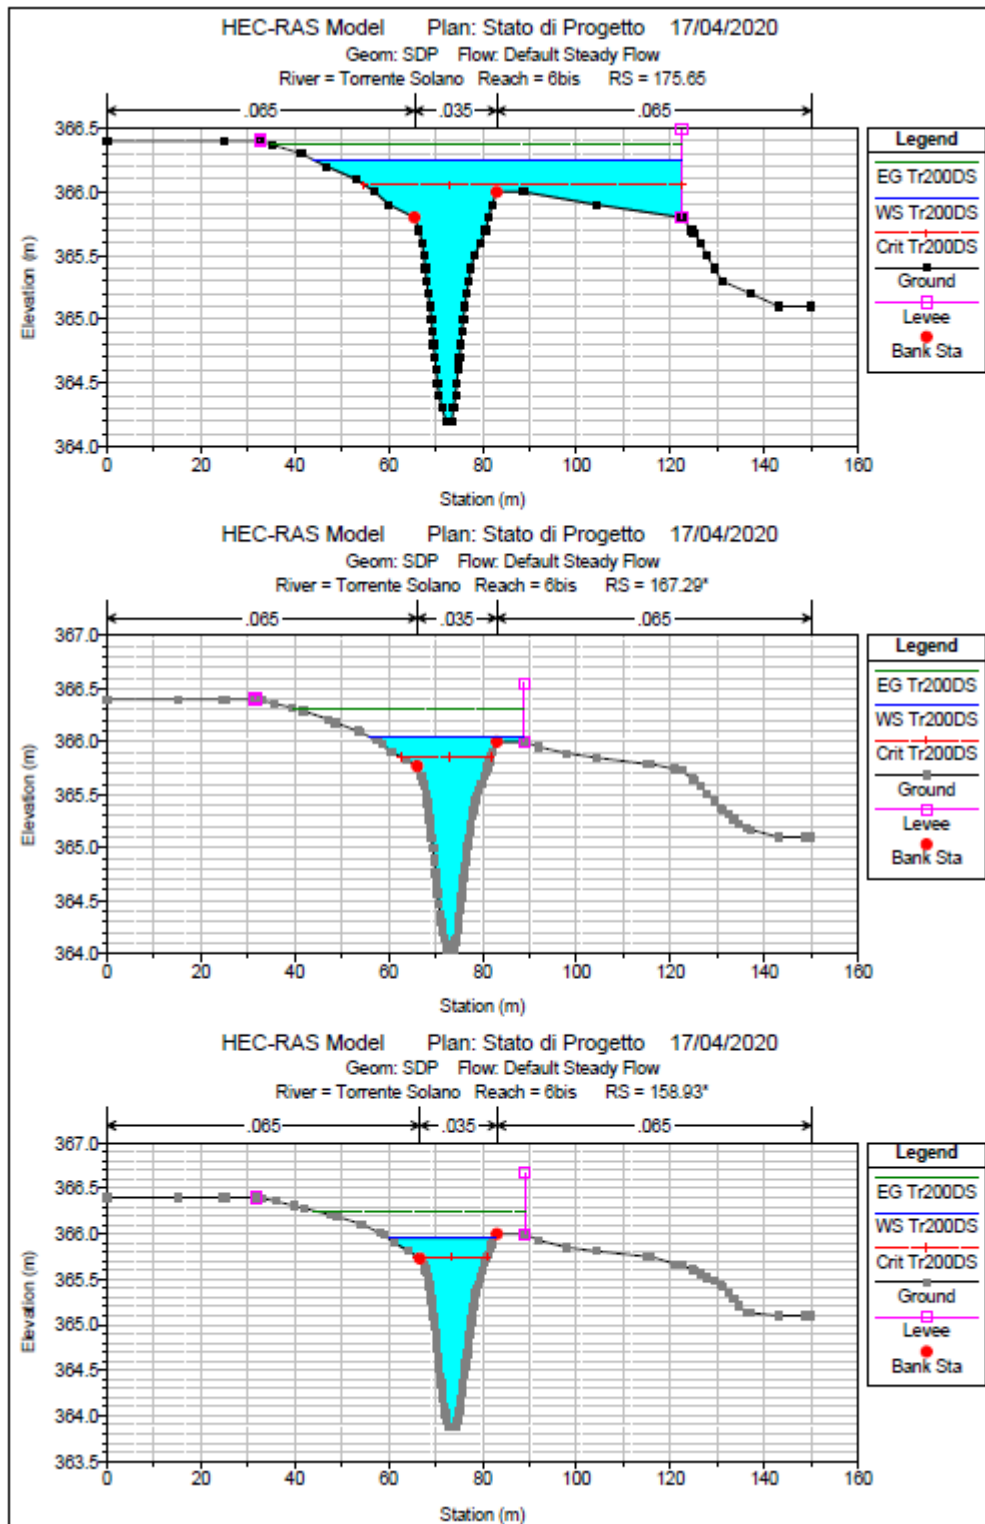 HEC-RAS Model Plan: Stato di Progetto 17/04/2020
Geom: SDP Flow: Default Steady Flow
River = Torrente Solano Reach = 6bis RS = 175.65
.065 .035 .065
366.5
366.0
365.5
365.0
364.5
364.0
Elevation (m)
0 20 40 60 80 100 120 140 160
Station (m)
Legend
EG Tr200DS
WS Tr200DS
Crit Tr200DS
Ground
Levee
Bank Sta
HEC-RAS Model Plan: Stato di Progetto 17/04/2020
Geom: SDP Flow: Default Steady Flow
River = Torrente Solano Reach = 6bis RS = 167.29*
.065 .035 .065
367.0
366.5
366.0
365.5
365.0
364.5
364.0
Elevation (m)
0 20 40 60 80 100 120 140 160
Station (m)
Legend
EG Tr200DS
WS Tr200DS
Crit Tr200DS
Ground
Levee
Bank Sta
HEC-RAS Model Plan: Stato di Progetto 17/04/2020
Geom: SDP Flow: Default Steady Flow
River = Torrente Solano Reach = 6bis RS = 158.93*
.065 .035 .065
367.0
366.5
366.0
365.5
365.0
364.5
364.0
363.5
Elevation (m)
0 20 40 60 80 100 120 140 160
Station (m)
Legend
EG Tr200DS
WS Tr200DS
Crit Tr200DS
Ground
Levee
Bank Sta